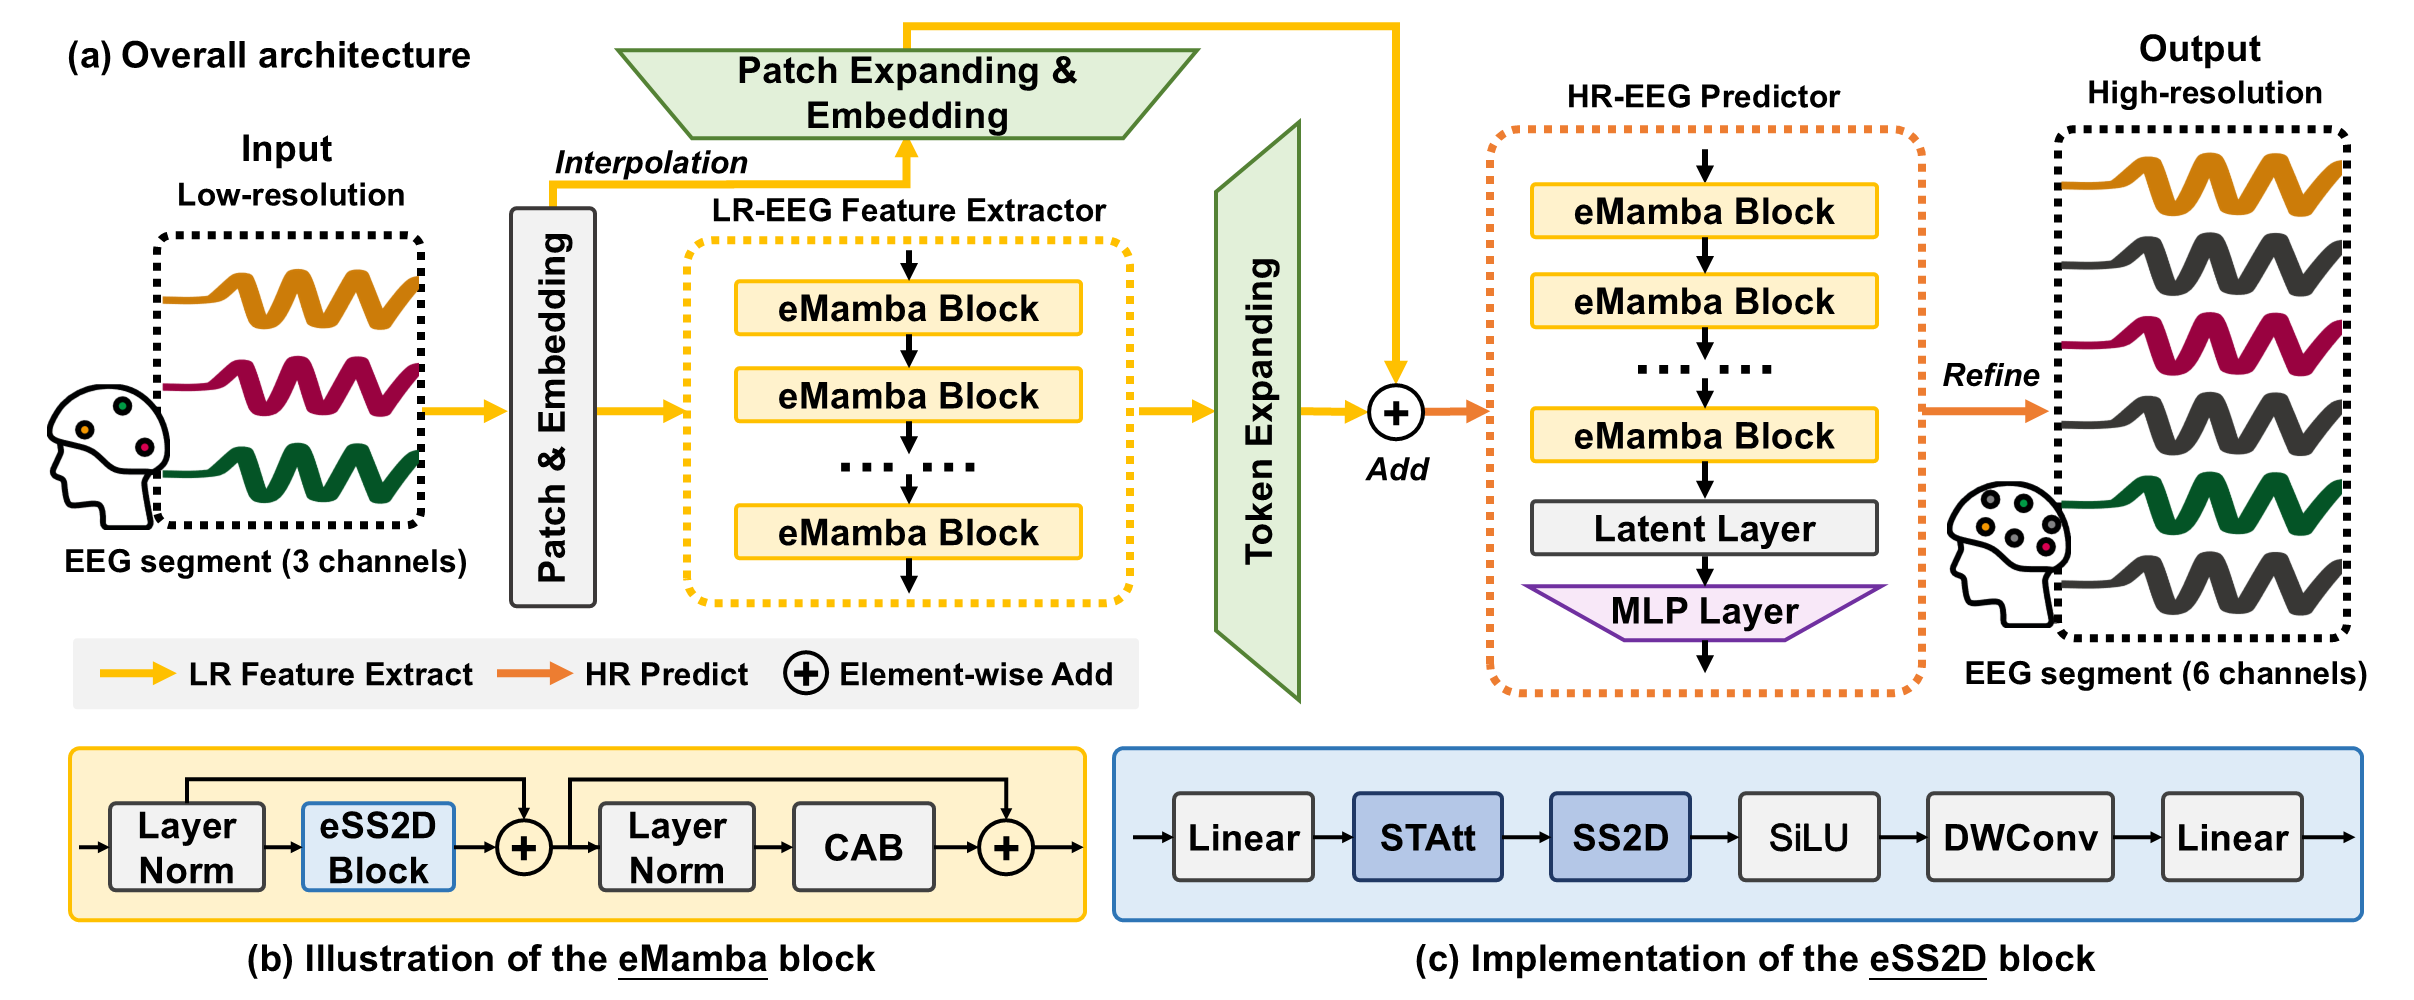 (a) Overall architecture
Patch Expanding &
Embedding
Output
High-resolution
HR-EEG Predictor
Input
Low-resolution
Interpolation
LR-EEG Feature Extractor
Patch & Embedding
eMamba Block
eMamba Block
eMamba Block
Token Expanding
Add
eMamba Block
eMamba Block
eMamba Block
Latent Layer
MLP Layer
Refine
EEG segment (3 channels)
EEG segment (6 channels)
LR Feature Extract
HR Predict
Element-wise Add
Layer
Norm
eSS2D
Block
Layer
Norm
CAB
Linear
STAtt
SS2D
SiLU
DWConv
Linear
(b) Illustration of the eMamba block
(c) Implementation of the eSS2D block